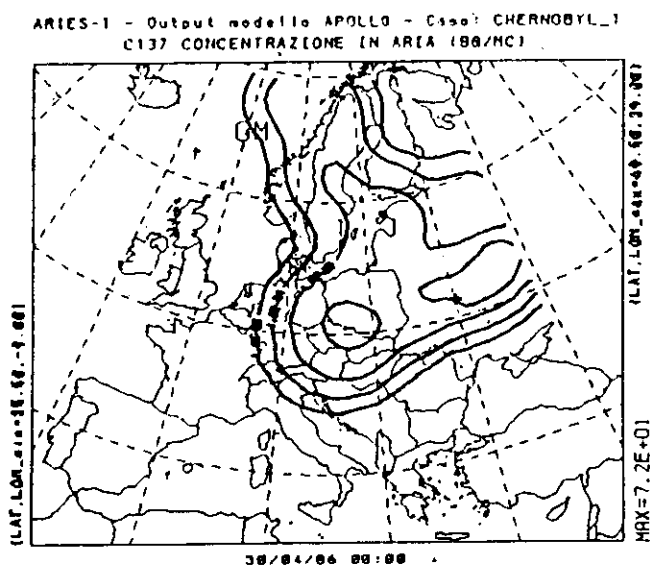 ARIES-1 - Output modello APOLLO - Caso: CHERNOBYL_1
C137 CONCENTRAZIONE IN ARIA (BQ/MC)
MAX=7.2E+01
30/04/86 00:00